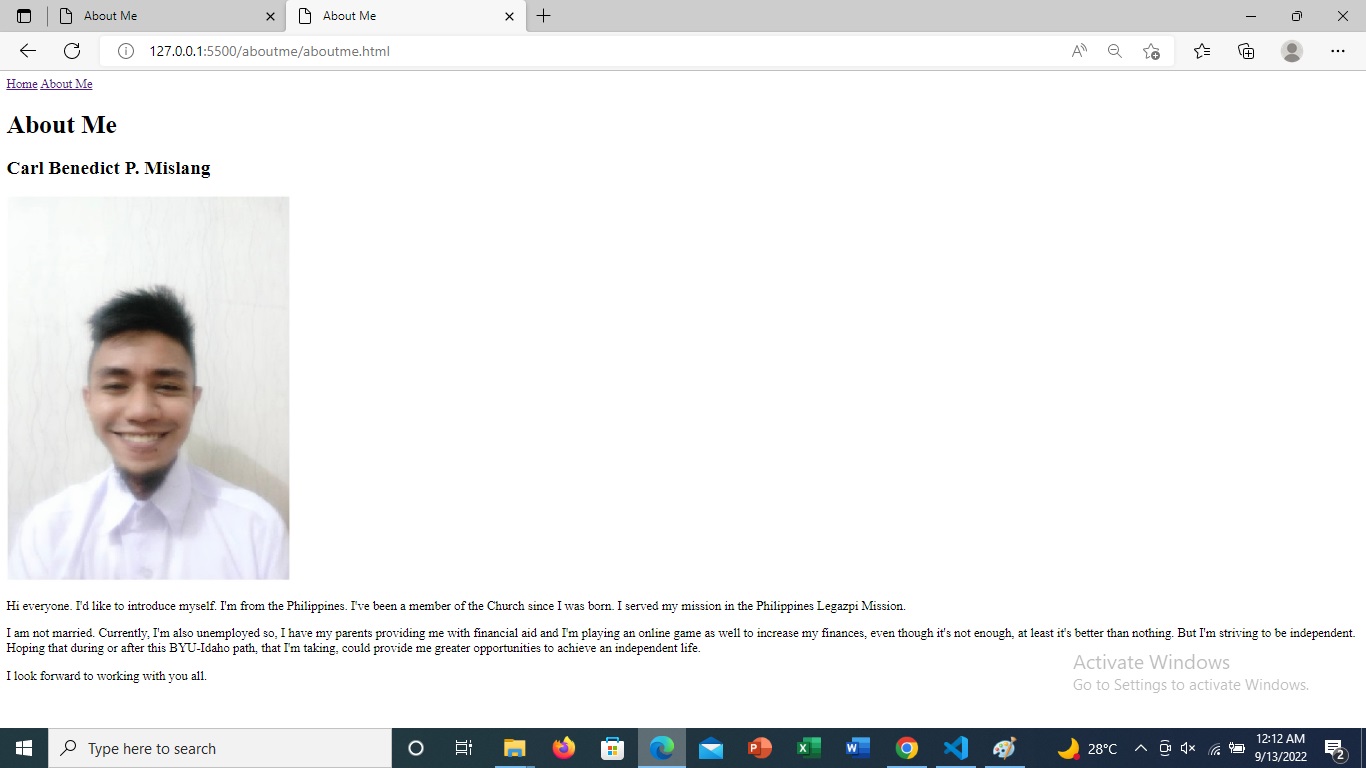 About Me
About Me
127.0.0.1:5500/aboutme/aboutme.html
Home About Me
About Me
Carl Benedict P. Mislang
Hi everyone. I'd like to introduce myself. I'm from the Philippines. I've been a member of the Church since I was born. I served my mission in the Philippines Legazpi Mission.
I am not married. Currently, I'm also unemployed so, I have my parents providing me with financial aid and I'm playing an online game as well to increase my finances, even though it's not enough, at least it's better than nothing. But I'm striving to be independent.
Hoping that during or after this BYU-Idaho path, that I'm taking, could provide me greater opportunities to achieve an independent life.
I look forward to working with you all.
Activate Windows
Go to Settings to activate Windows.
Type here to search
28°C
12:12 AM
9/13/2022
2